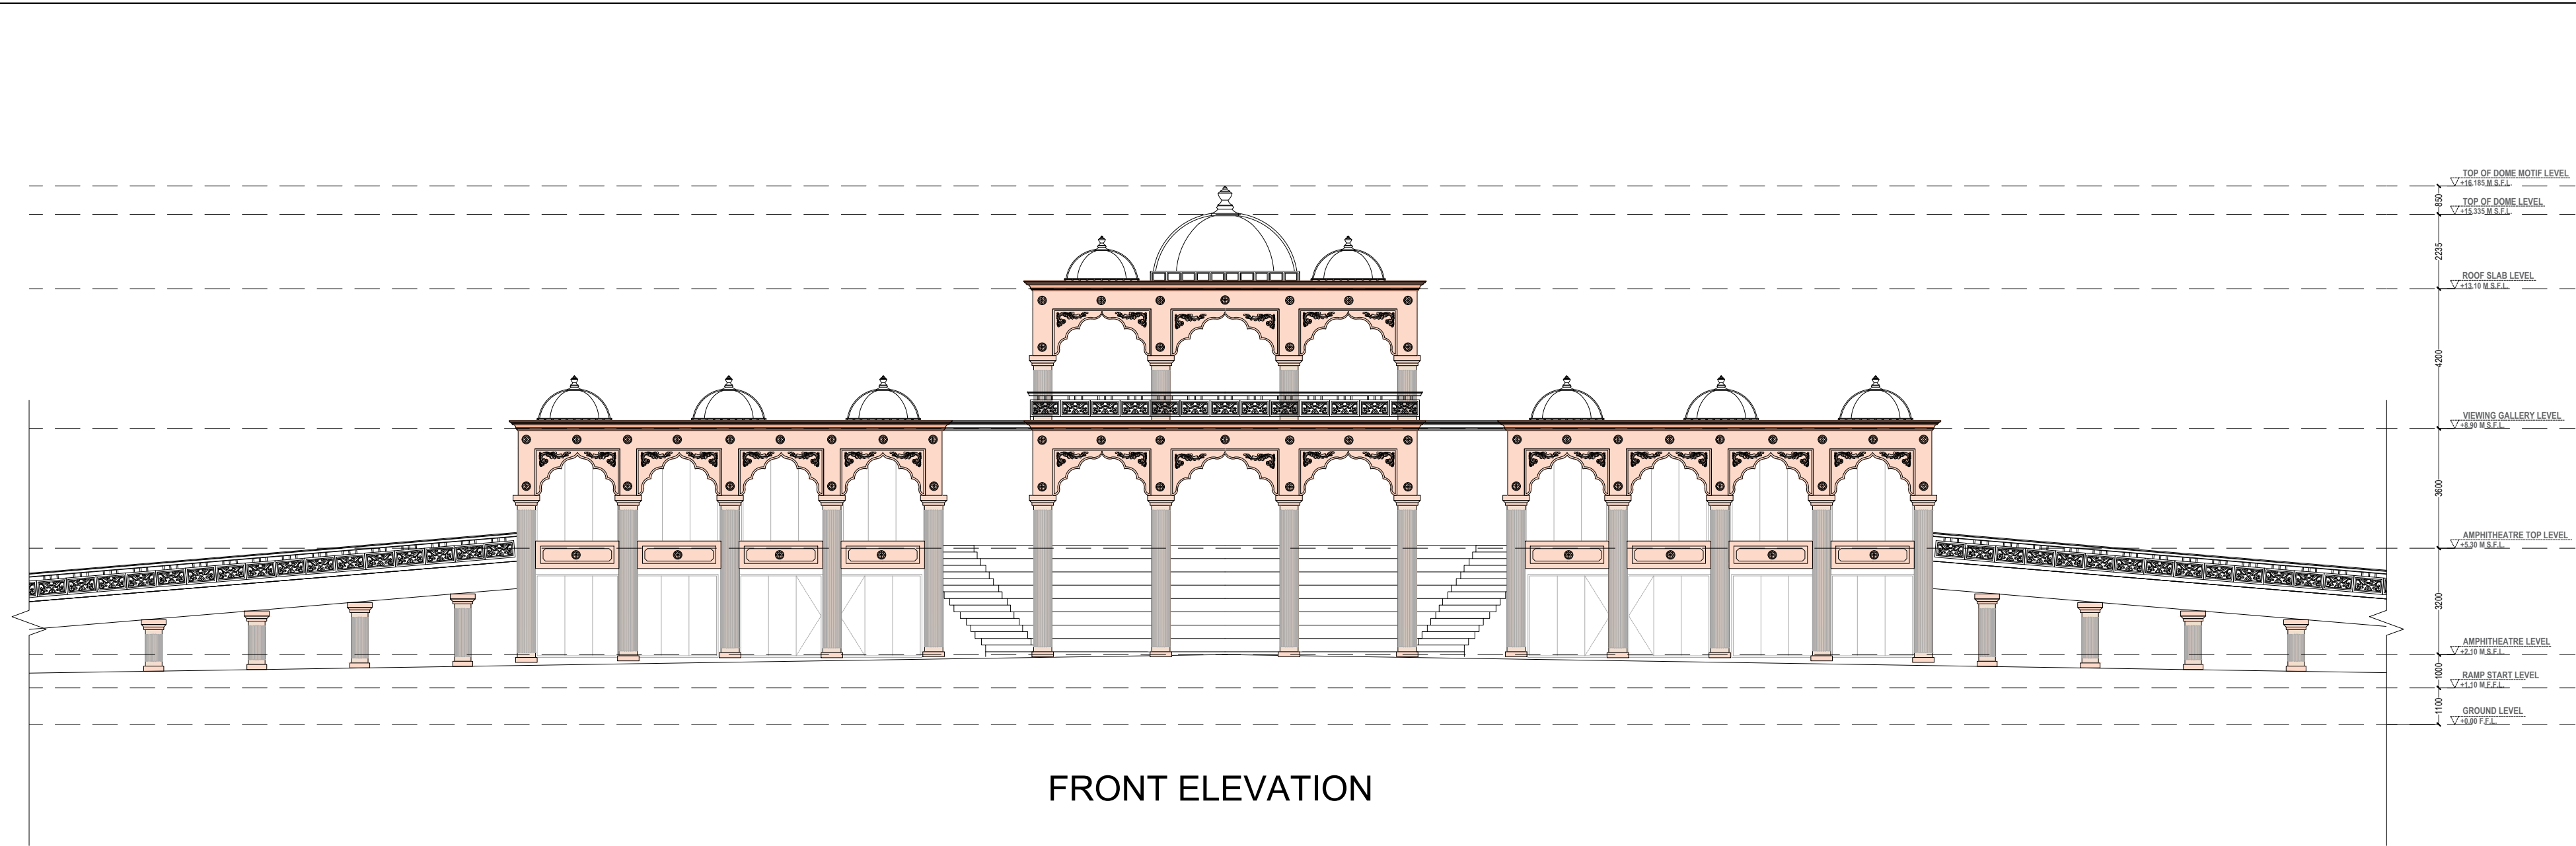 TOP OF DOME MOTIF LEVEL
+16.185 M S.F.L.
850
TOP OF DOME LEVEL
+15.335 M S.F.L.
2235
ROOF SLAB LEVEL
+13.10 M S.F.L.
4200
VIEWING GALLERY LEVEL
+8.90 M S.F.L.
3600
AMPHITHEATRE TOP LEVEL
+5.30 M S.F.L.
3200
AMPHITHEATRE LEVEL
+2.10 M S.F.L.
1000
RAMP START LEVEL
+1.10 M F.F.L.
1100
GROUND LEVEL
+0.00 F.F.L.
FRONT ELEVATION